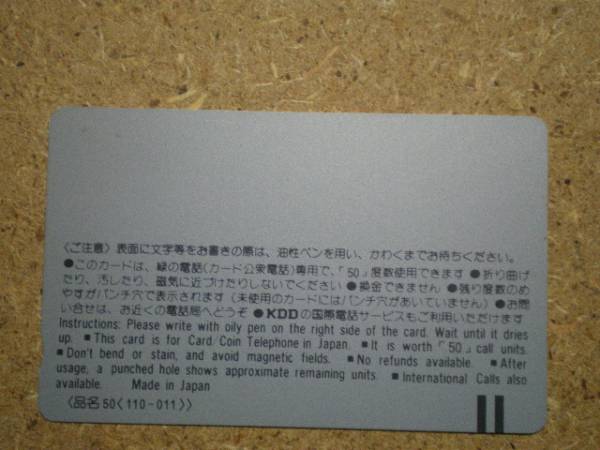 〈ご注意〉表面に文字等をお書きの際は、油性ペンを用い、かわくまでお待ちください。
●このカードは、緑の電話(カード公衆電話)専用で、「50」度数使用できます●折り曲げ
たり、汚したり、磁気に近づけたりしないでください●換金できません●残り度数のめ
やすがパンチ穴で表示されます(未使用のカードにはパンチ穴があいていません)●お問
い合せは、お近くの電話局へどうぞ●KDDの国際電話サービスもご利用いただけます
Instructions: Please write with oily pen on the right side of the card. Wait until it dries
up. ■This card is for Card/Coin Telephone in Japan. ■It is worth「50」call units.
■Don't bend or stain, and avoid magnetic fields. ■No refunds available. ■After
usage, a punched hole shows approximate remaining units. ■International Calls also
available. Made in Japan
〈品名50〈110-011〉〉